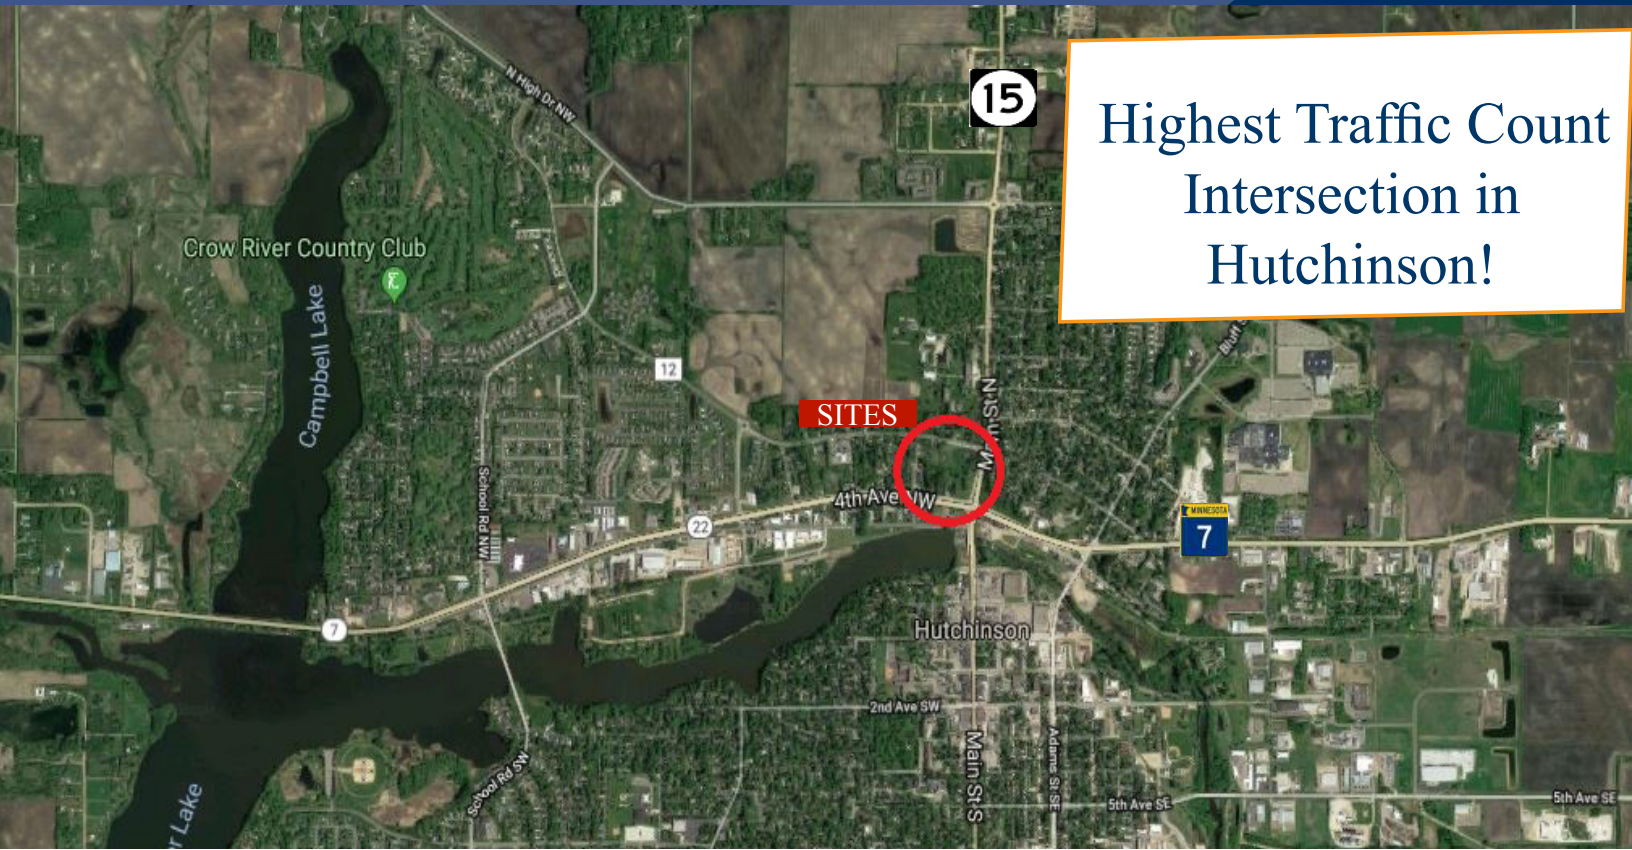 15
Highest Traffic Count
Intersection in
Hutchinson!
N High Dr NW
Crow River Country Club
Campbell Lake
12
SITES
Main St N
School Rd NW
4th Ave NW
22
MINNESOTA
7
7
Hutchinson
2nd Ave SW
Main St S
Adams St SE
School Rd SW
5th Ave SE
5th Ave SE
Lake